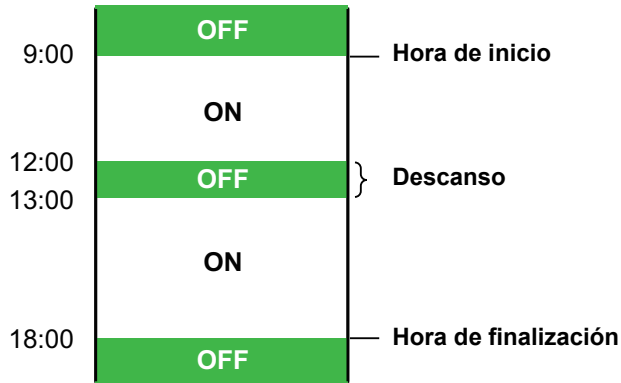 OFF
9:00 Hora de inicio
ON
12:00
OFF Descanso
13:00
ON
18:00 Hora de finalización
OFF